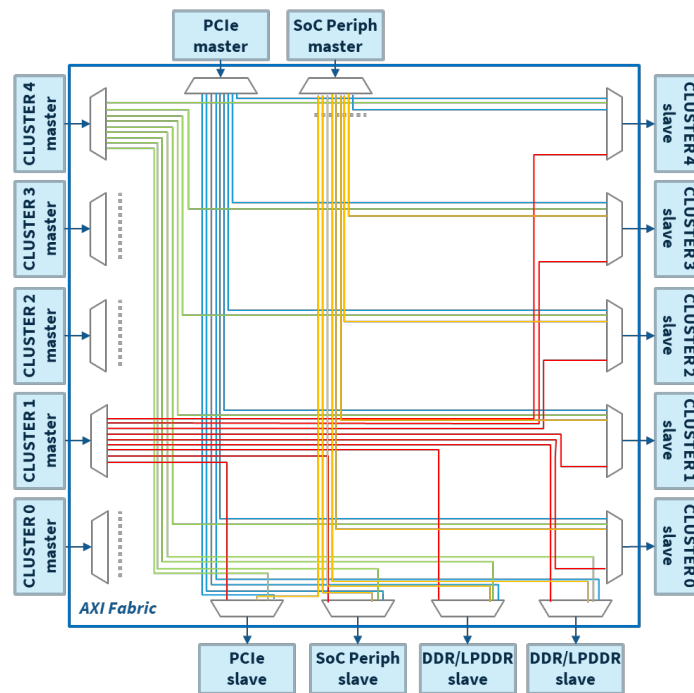 PCIe
master
SoC Periph
master
CLUSTER 4
master
CLUSTER 4
slave
CLUSTER 3
master
CLUSTER 3
slave
CLUSTER 2
master
CLUSTER 2
slave
CLUSTER 1
master
CLUSTER 1
slave
CLUSTER 0
master
CLUSTER 0
slave
AXI Fabric
PCIe
slave
SoC Periph
slave
DDR/LPDDR
slave
DDR/LPDDR
slave